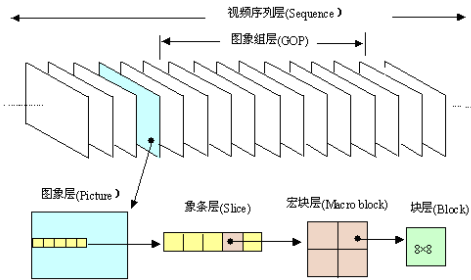 视频序列层(Sequence)
图象组层(GOP)
图象层(Picture)
象条层(Slice)
宏块层(Macro block)
块层(Block)
8×8